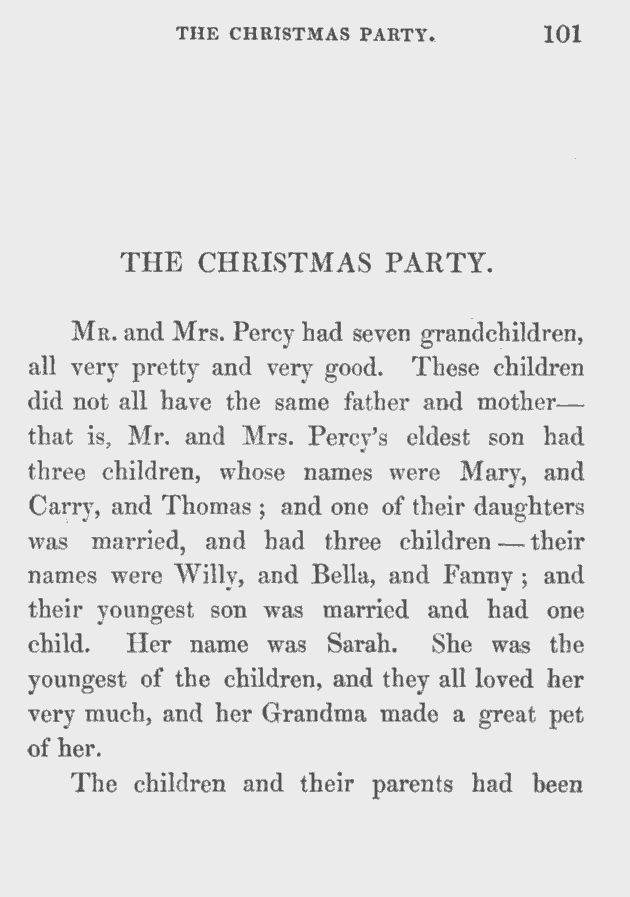 THE CHRISTMAS PARTY. 101
THE CHRISTMAS PARTY.
MR. and Mrs. Percy had seven grandchildren,
all very pretty and very good. These children
did not all have the same father and mother—
that is, Mr. and Mrs. Percy's eldest son had
three children, whose names were Mary, and
Carry, and Thomas ; and one of their daughters
was married, and had three children — their
names were Willy, and Bella, and Fanny ; and
their youngest son was married and had one
child. Her name was Sarah. She was the
youngest of the children, and they all loved her
very much, and her Grandma made a great pet
of her.
The children and their parents had been